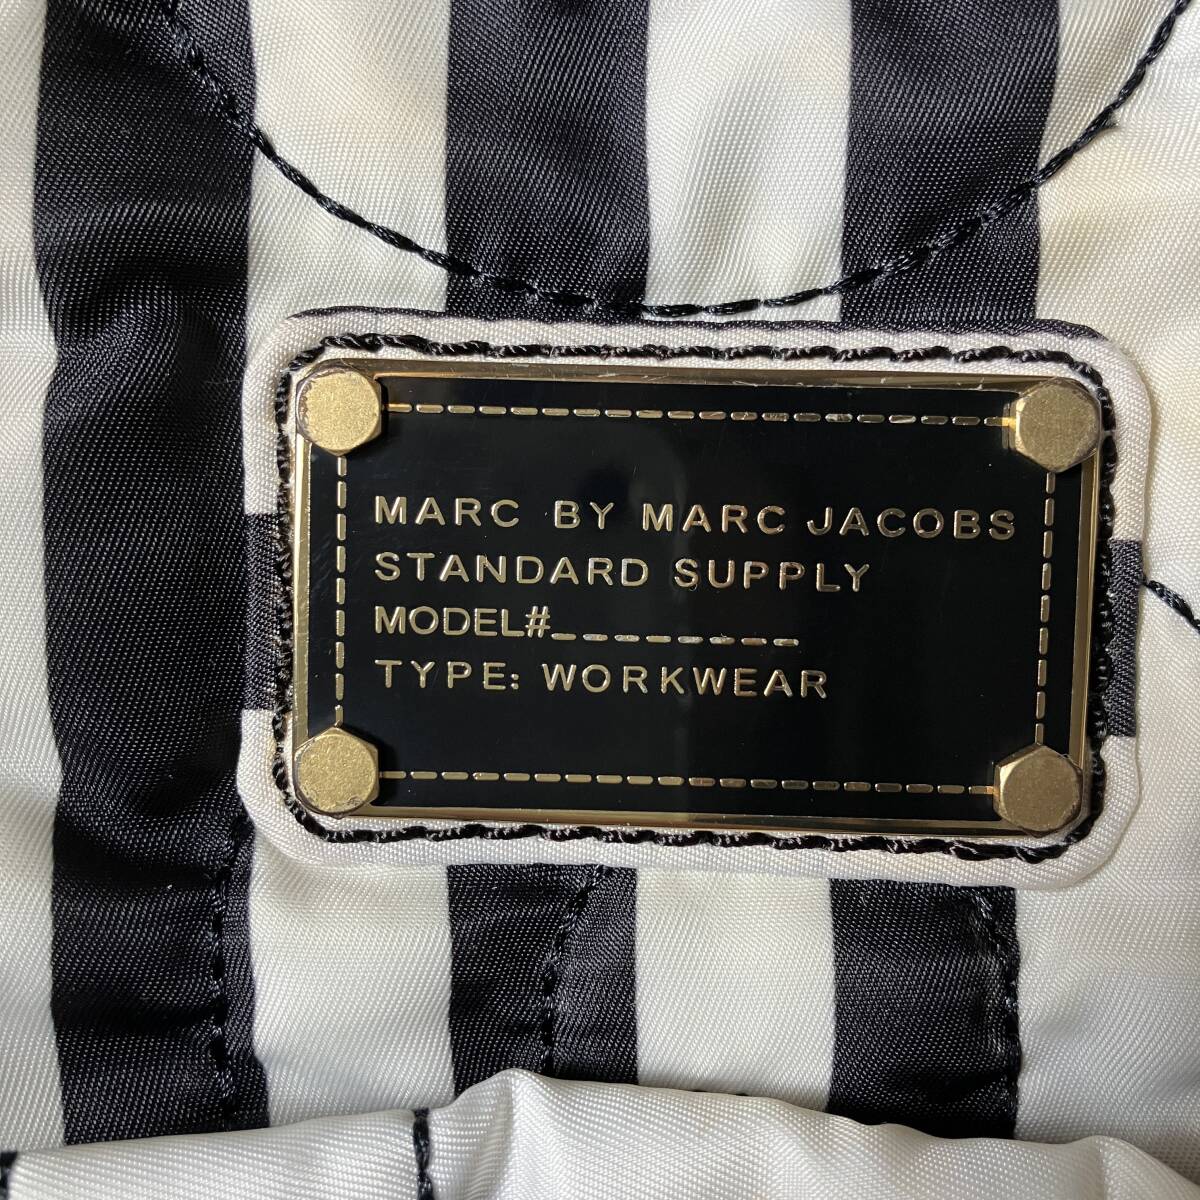 MARC BY MARC JACOBS
STANDARD SUPPLY
MODEL#________
TYPE: WORKWEAR